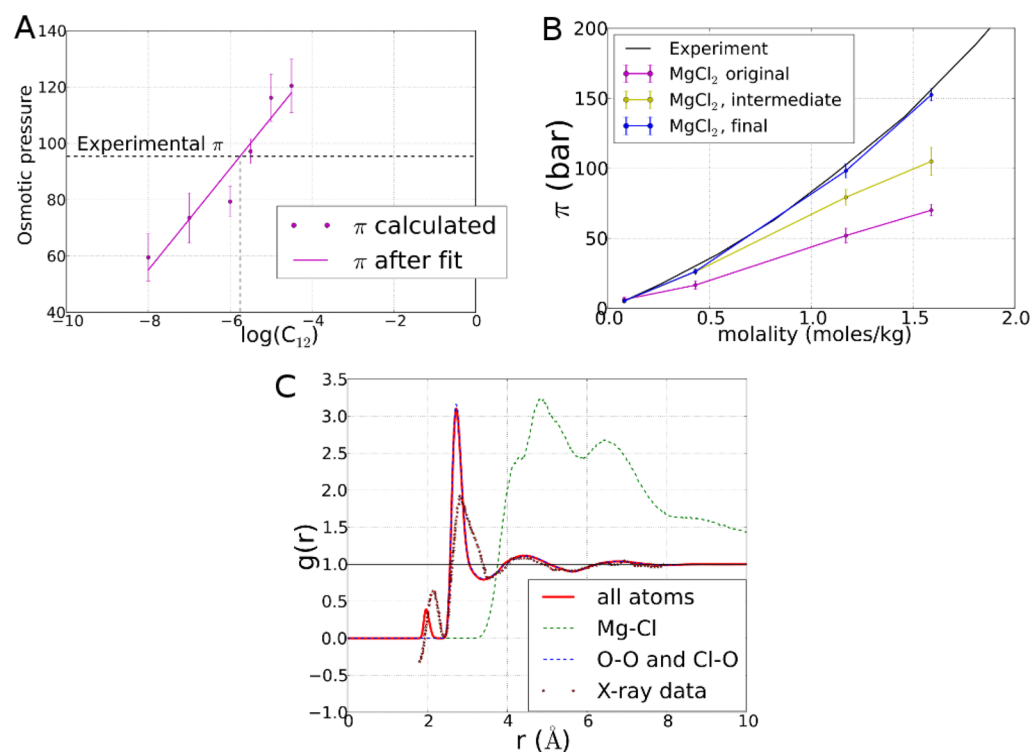 A
140
120
100
80
60
40
Osmotic pressure
Experimental π
π calculated
π after fit
−10
−8
−6
−4
−2
0
log(C₁₂)
B
200
150
100
50
0
π (bar)
Experiment
MgCl₂ original
MgCl₂, intermediate
MgCl₂, final
0.0
0.5
1.0
1.5
2.0
molality (moles/kg)
C
3.5
3.0
2.5
2.0
1.5
1.0
0.5
0.0
−0.5
−1.0
g(r)
all atoms
Mg-Cl
O-O and Cl-O
X-ray data
0
2
4
6
8
10
r (Å)